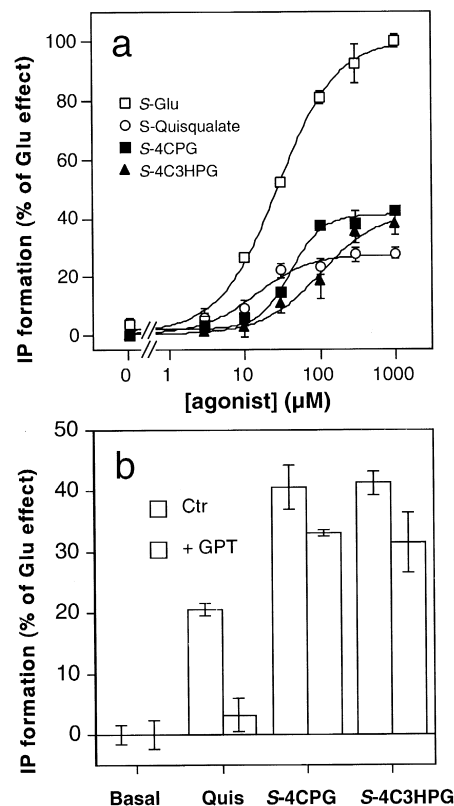 a
100
80
60
40
20
0
IP formation (% of Glu effect)
S-Glu
S-Quisqualate
S-4CPG
S-4C3HPG
0 1 10 100 1000
[agonist] (µM)
b
50
40
30
20
10
0
IP formation (% of Glu effect)
Ctr
+ GPT
Basal Quis S-4CPG S-4C3HPG